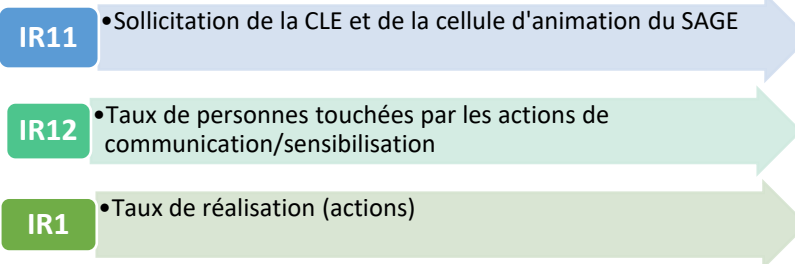 IR11
•Sollicitation de la CLE et de la cellule d'animation du SAGE
IR12
•Taux de personnes touchées par les actions de
communication/sensibilisation
IR1
•Taux de réalisation (actions)